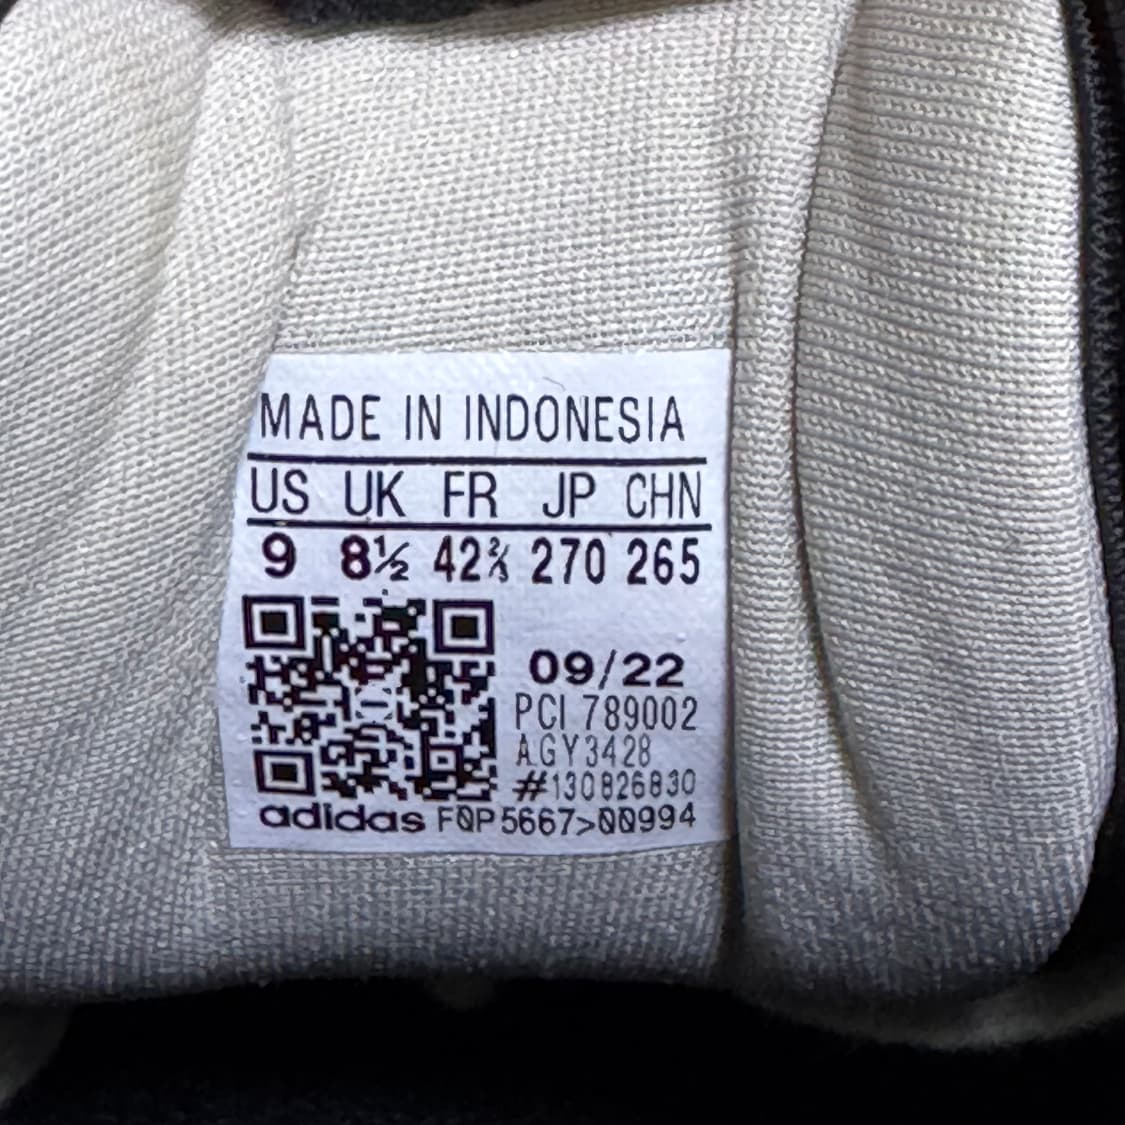 MADE IN INDONESIA
US UK FR JP CHN
9 8½ 42⅔ 270 265
09/22
PCI 789002
AGY3428
#130826830
adidas F0P5667>00994